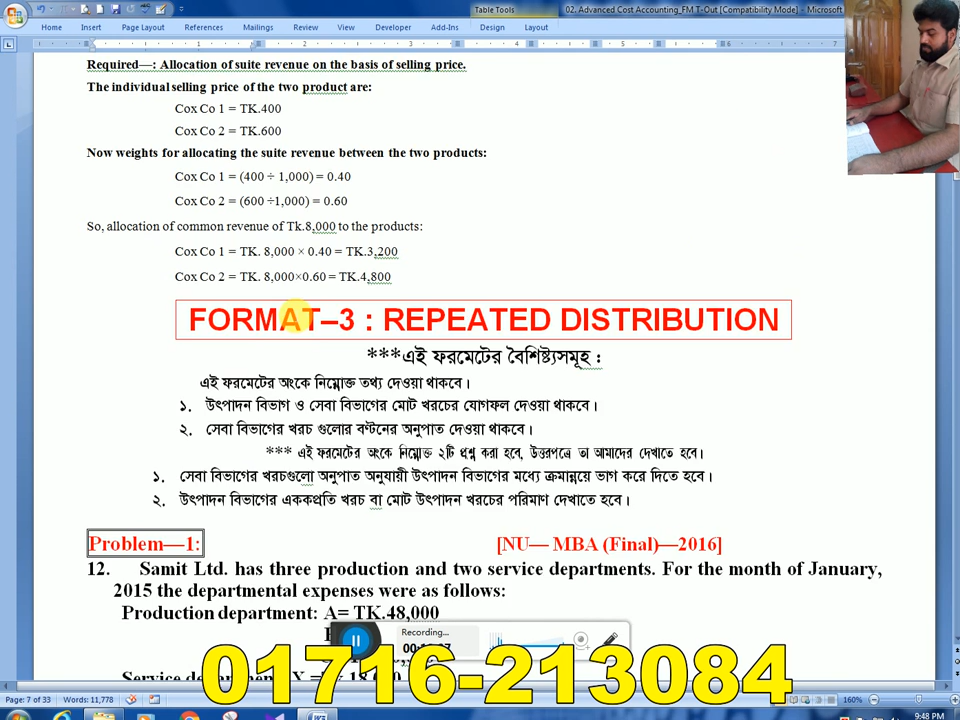 Table Tools
02. Advanced Cost Accounting_FM T-Out [Compatibility Mode] - Microsoft
Home Insert Page Layout References Mailings Review View Developer Add-Ins Design Layout
Required—: Allocation of suite revenue on the basis of selling price.
The individual selling price of the two product are:
Cox Co 1 = TK.400
Cox Co 2 = TK.600
Now weights for allocating the suite revenue between the two products:
Cox Co 1 = (400 ÷ 1,000) = 0.40
Cox Co 2 = (600 ÷1,000) = 0.60
So, allocation of common revenue of Tk.8,000 to the products:
Cox Co 1 = TK. 8,000 × 0.40 = TK.3,200
Cox Co 2 = TK. 8,000×0.60 = TK.4,800
FORMAT–3 : REPEATED DISTRIBUTION
***এই ফরমেটের বৈশিষ্ট্যসমূহ :
এই ফরমেটের অংকে নিম্নোক্ত তথ্য দেওয়া থাকবে।
১. উৎপাদন বিভাগ ও সেবা বিভাগের মোট খরচের যোগফল দেওয়া থাকবে।
২. সেবা বিভাগের খরচ গুলোর বণ্টনের অনুপাত দেওয়া থাকবে।
*** এই ফরমেটের অংকে নিম্নোক্ত ২টি প্রশ্ন করা হবে, উত্তরপত্রে তা আমাদের দেখাতে হবে।
১. সেবা বিভাগের খরচগুলো অনুপাত অনুযায়ী উৎপাদন বিভাগের মধ্যে ক্রমান্নয়ে ভাগ করে দিতে হবে।
২. উৎপাদন বিভাগের এককপ্রতি খরচ বা মোট উৎপাদন খরচের পরিমাণ দেখাতে হবে।
Problem—1: [NU— MBA (Final)—2016]
12. Samit Ltd. has three production and two service departments. For the month of January,
2015 the departmental expenses were as follows:
Production department: A= TK.48,000
Recording...
01716-213084
Page: 7 of 33 Words: 11,778 160%
9:48 PM